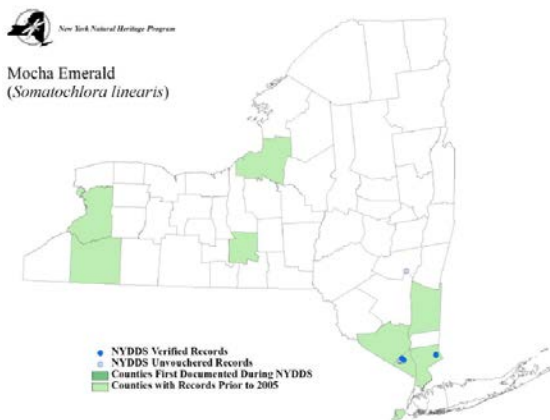 New York Natural Heritage Program
Mocha Emerald
(Somatochlora linearis)
NYDDS Verified Records
NYDDS Unvouchered Records
Counties First Documented During NYDDS
Counties with Records Prior to 2005